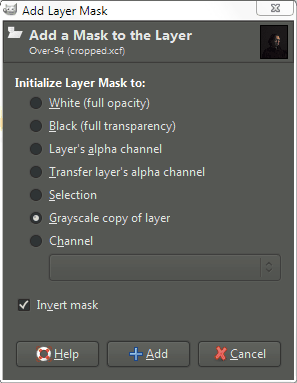 Add Layer Mask
Add a Mask to the Layer
Over-94 (cropped.xcf)
Initialize Layer Mask to:
White (full opacity)
Black (full transparency)
Layer's alpha channel
Transfer layer's alpha channel
Selection
Grayscale copy of layer
Channel
Invert mask
Help
Add
Cancel